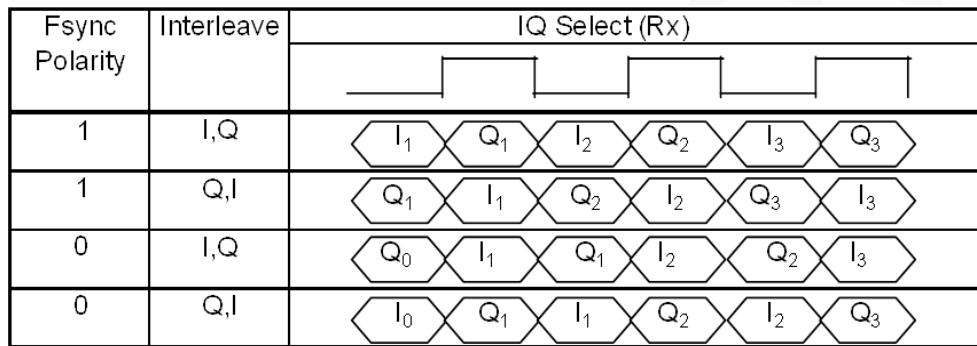 Fsync Polarity Interleave IQ Select (Rx)
1 I,Q I₁ Q₁ I₂ Q₂ I₃ Q₃
1 Q,I Q₁ I₁ Q₂ I₂ Q₃ I₃
0 I,Q Q₀ I₁ Q₁ I₂ Q₂ I₃
0 Q,I I₀ Q₁ I₁ Q₂ I₂ Q₃